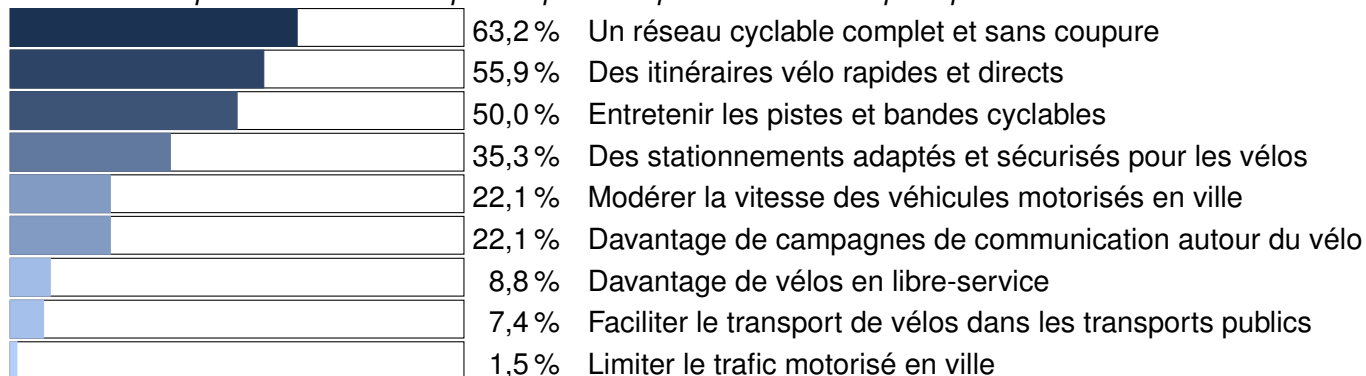 63,2 % Un réseau cyclable complet et sans coupure
55,9 % Des itinéraires vélo rapides et directs
50,0 % Entretenir les pistes et bandes cyclables
35,3 % Des stationnements adaptés et sécurisés pour les vélos
22,1 % Modérer la vitesse des véhicules motorisés en ville
22,1 % Davantage de campagnes de communication autour du vélo
8,8 % Davantage de vélos en libre-service
7,4 % Faciliter le transport de vélos dans les transports publics
1,5 % Limiter le trafic motorisé en ville